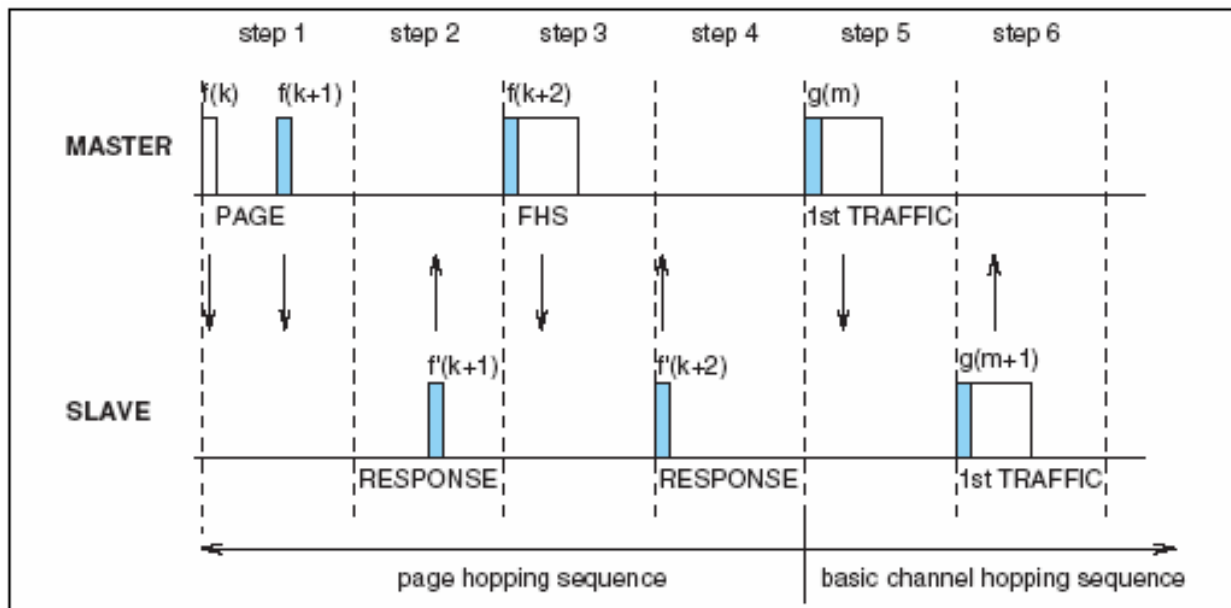 step 1 step 2 step 3 step 4 step 5 step 6
f(k) f(k+1) f(k+2) g(m)
MASTER
PAGE FHS 1st TRAFFIC
f'(k+1) f'(k+2) g(m+1)
SLAVE
RESPONSE RESPONSE 1st TRAFFIC
page hopping sequence basic channel hopping sequence